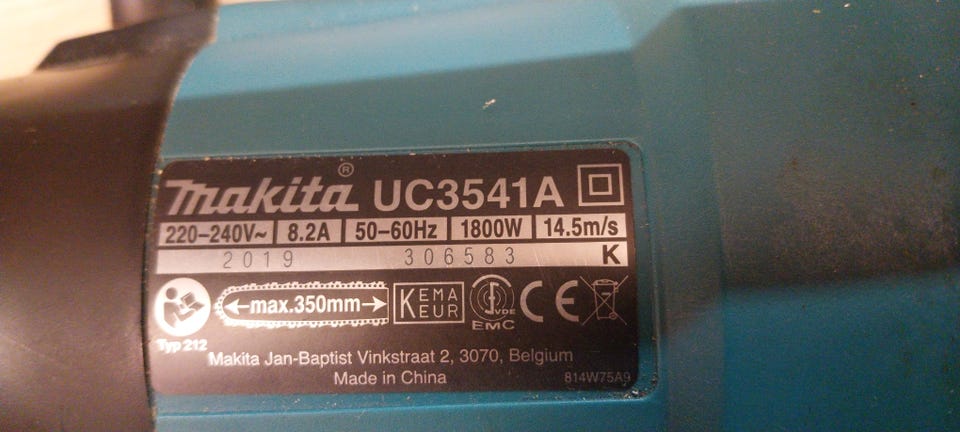 Makita® UC3541A
220-240V~ 8.2A 50-60Hz 1800W 14.5m/s
2019 306583 K
max.350mm KEMA KEUR VDE EMC CE
Typ 212
Makita Jan-Baptist Vinkstraat 2, 3070, Belgium
Made in China 814W75A9